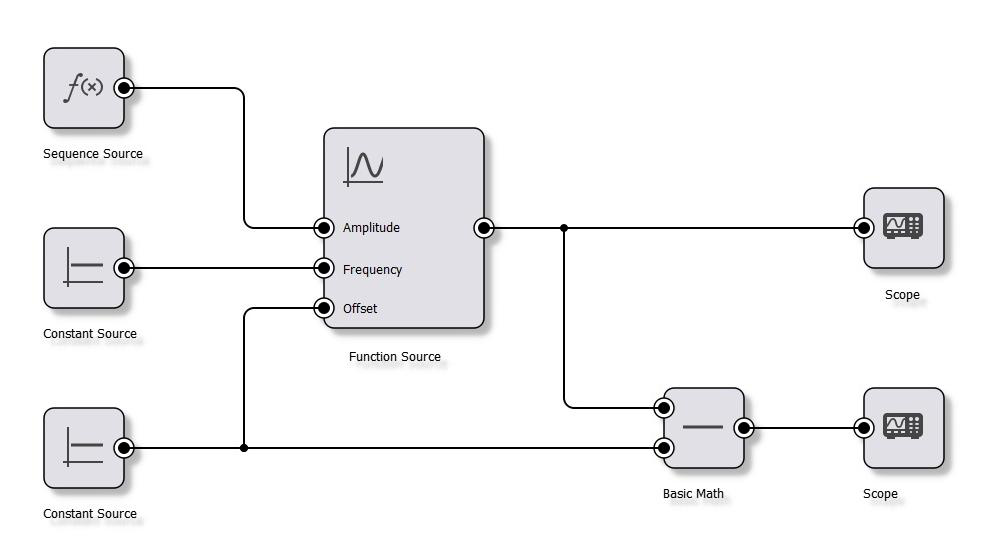 f(x)
Sequence Source
Amplitude
Frequency
Offset
Constant Source
Function Source
Scope
Constant Source
Basic Math
Scope